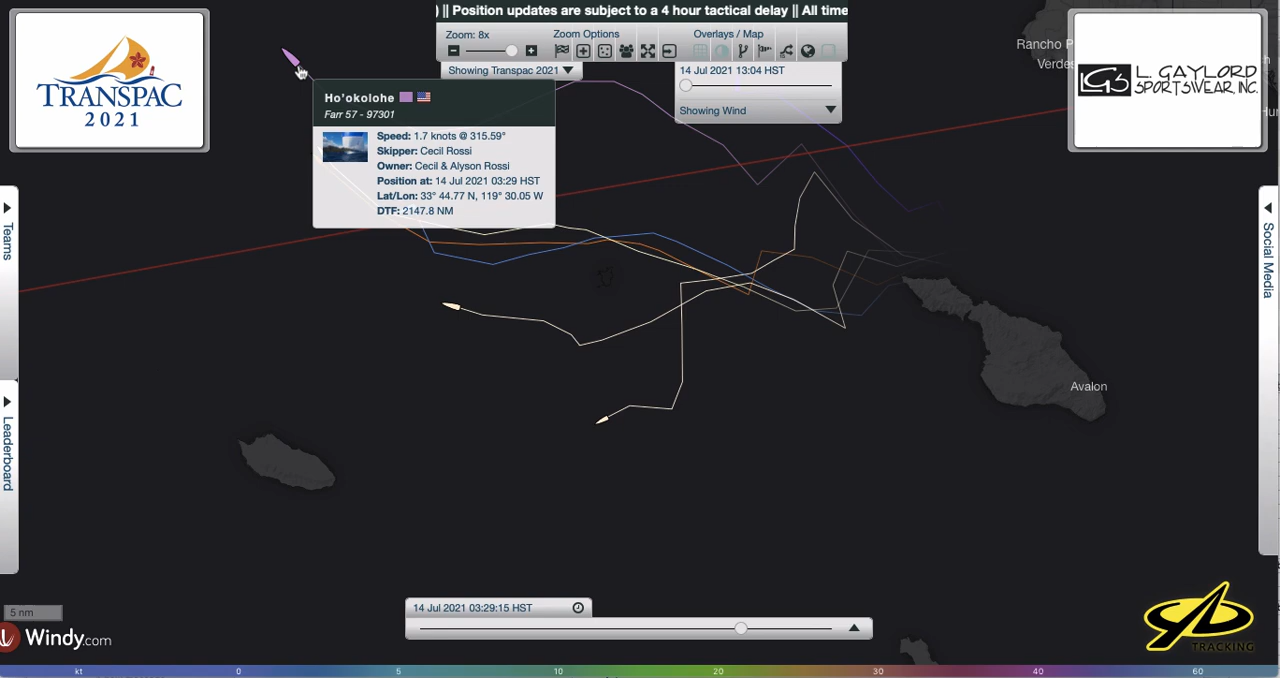 ) || Position updates are subject to a 4 hour tactical delay || All time
TRANSPAC
2021
Zoom: 8x
Zoom Options
Overlays / Map
Showing Transpac 2021
14 Jul 2021 13:04 HST
Showing Wind
Rancho P
Verdes
L. GAYLORD
SPORTSWEAR, INC.
Ho'okolohe
Farr 57 - 97301
Speed: 1.7 knots @ 315.59°
Skipper: Cecil Rossi
Owner: Cecil & Alyson Rossi
Position at: 14 Jul 2021 03:29 HST
Lat/Lon: 33° 44.77 N, 119° 30.05 W
DTF: 2147.8 NM
Teams
Social Media
Leaderboard
Avalon
14 Jul 2021 03:29:15 HST
5 nm
Windy.com
TRACKING
kt 0 5 10 20 30 40 60